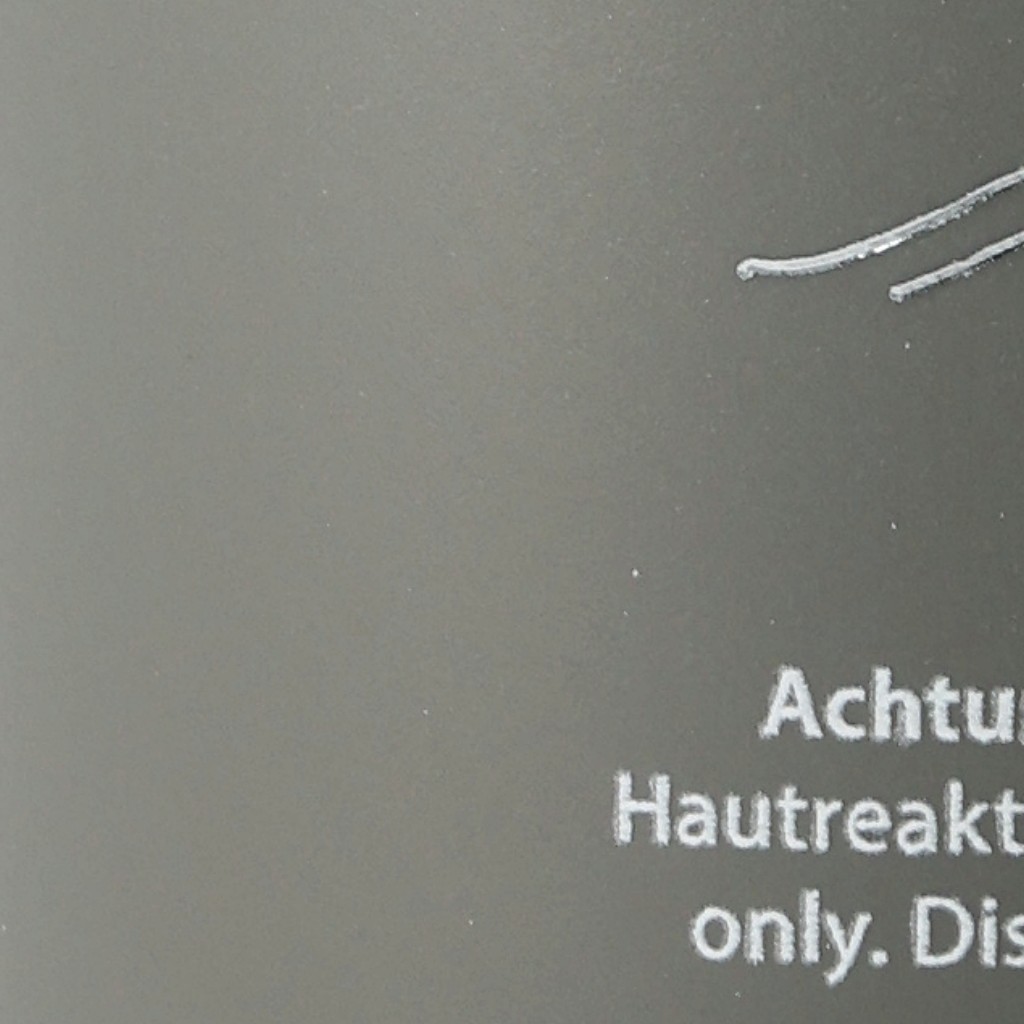 Achtu
Hautreakt
only. Dis